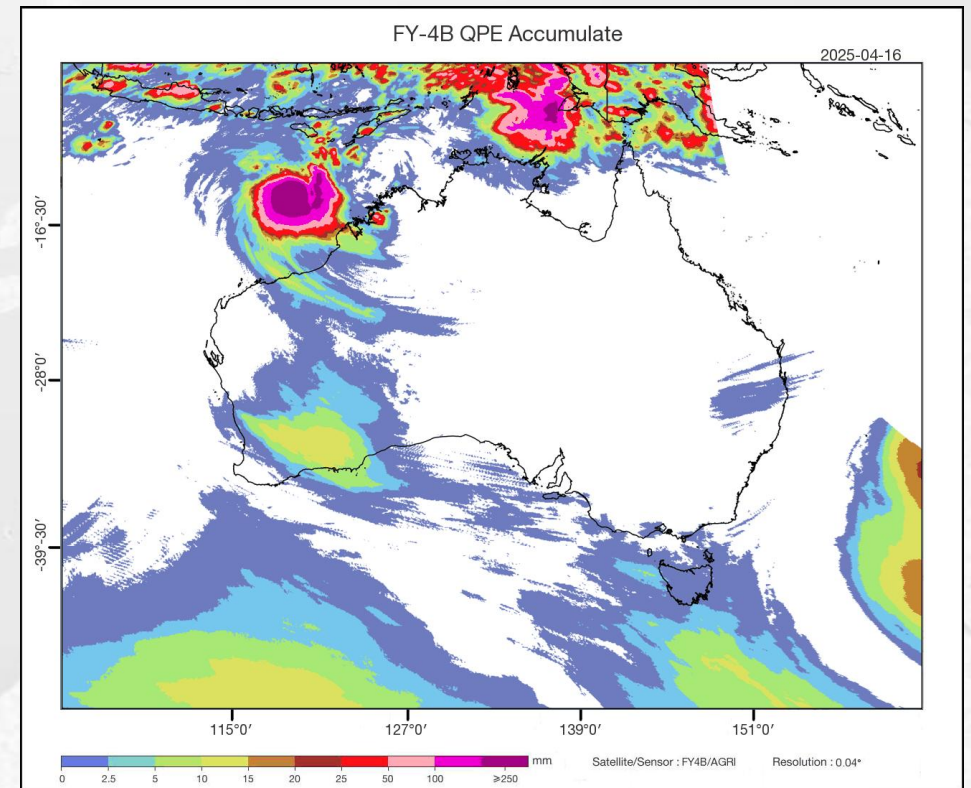 FY-4B QPE Accumulate
2025-04-16
-16°-30′
-28°0′
-39°-30′
115°0′ 127°0′ 139°0′ 151°0′
mm
0 2.5 5 10 15 20 25 50 100 ≥250
Satellite/Sensor : FY4B/AGRI Resolution : 0.04°